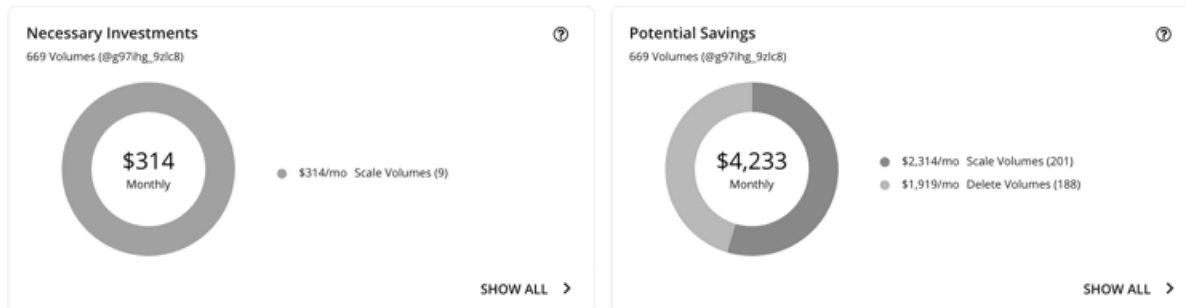 Necessary Investments
669 Volumes (@g97ihg_9zlc8)
$314
Monthly
$314/mo Scale Volumes (9)
SHOW ALL
Potential Savings
669 Volumes (@g97ihg_9zlc8)
$4,233
Monthly
$2,314/mo Scale Volumes (201)
$1,919/mo Delete Volumes (188)
SHOW ALL